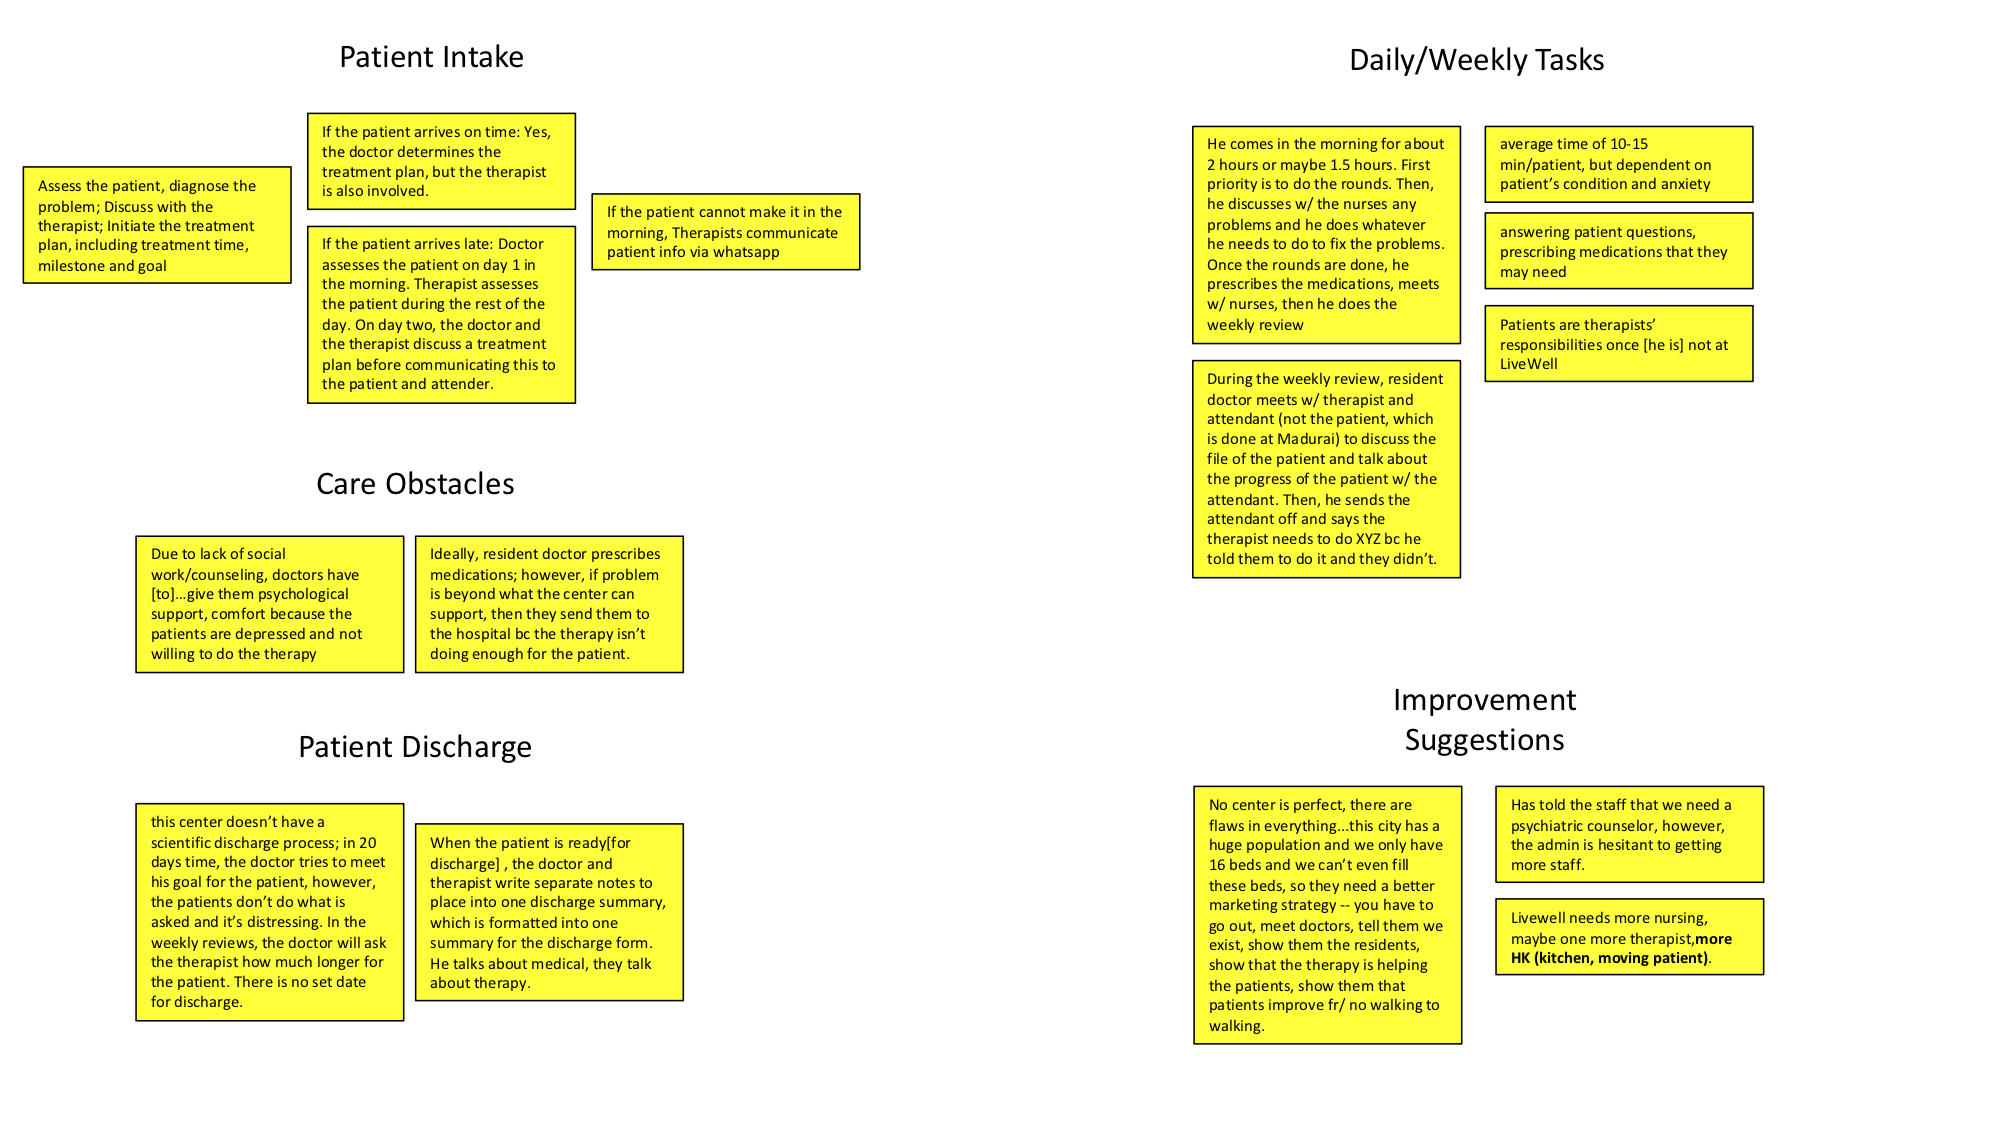 Patient Intake
Assess the patient, diagnose the
problem; Discuss with the
therapist; Initiate the treatment
plan, including treatment time,
milestone and goal
If the patient arrives on time: Yes,
the doctor determines the
treatment plan, but the therapist
is also involved.
If the patient arrives late: Doctor
assesses the patient on day 1 in
the morning. Therapist assesses
the patient during the rest of the
day. On day two, the doctor and
the therapist discuss a treatment
plan before communicating this to
the patient and attender.
If the patient cannot make it in the
morning, Therapists communicate
patient info via whatsapp
Care Obstacles
Due to lack of social
work/counseling, doctors have
[to]...give them psychological
support, comfort because the
patients are depressed and not
willing to do the therapy
Ideally, resident doctor prescribes
medications; however, if problem
is beyond what the center can
support, then they send them to
the hospital bc the therapy isn't
doing enough for the patient.
Patient Discharge
this center doesn't have a
scientific discharge process; in 20
days time, the doctor tries to meet
his goal for the patient, however,
the patients don't do what is
asked and it's distressing. In the
weekly reviews, the doctor will ask
the therapist how much longer for
the patient. There is no set date
for discharge.
When the patient is ready[for
discharge] , the doctor and
therapist write separate notes to
place into one discharge summary,
which is formatted into one
summary for the discharge form.
He talks about medical, they talk
about therapy.
Daily/Weekly Tasks
He comes in the morning for about
2 hours or maybe 1.5 hours. First
priority is to do the rounds. Then,
he discusses w/ the nurses any
problems and he does whatever
he needs to do to fix the problems.
Once the rounds are done, he
prescribes the medications, meets
w/ nurses, then he does the
weekly review
During the weekly review, resident
doctor meets w/ therapist and
attendant (not the patient, which
is done at Madurai) to discuss the
file of the patient and talk about
the progress of the patient w/ the
attendant. Then, he sends the
attendant off and says the
therapist needs to do XYZ bc he
told them to do it and they didn't.
average time of 10-15
min/patient, but dependent on
patient's condition and anxiety
answering patient questions,
prescribing medications that they
may need
Patients are therapists'
responsibilities once [he is] not at
LiveWell
Improvement
Suggestions
No center is perfect, there are
flaws in everything...this city has a
huge population and we only have
16 beds and we can't even fill
these beds, so they need a better
marketing strategy -- you have to
go out, meet doctors, tell them we
exist, show them the residents,
show that the therapy is helping
the patients, show them that
patients improve fr/ no walking to
walking.
Has told the staff that we need a
psychiatric counselor, however,
the admin is hesitant to getting
more staff.
Livewell needs more nursing,
maybe one more therapist,more
HK (kitchen, moving patient).